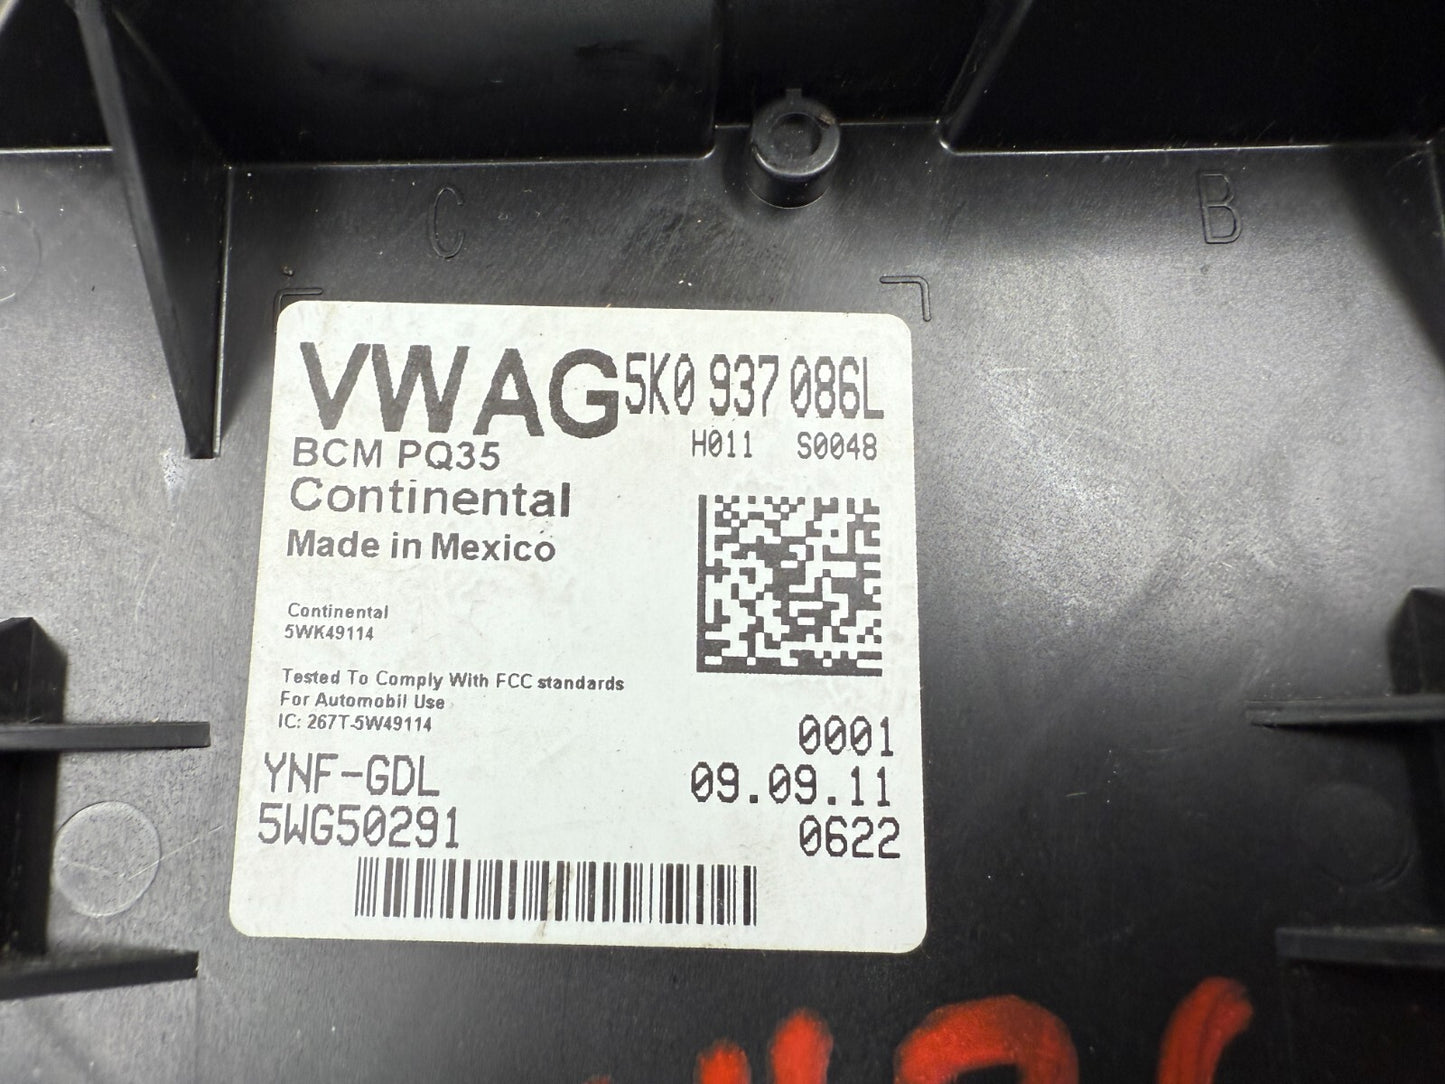 C
B
VWAG 5K0 937 086L
H011 S0048
BCM PQ35
Continental
Made in Mexico
Continental
5WK49114
Tested To Comply With FCC standards
For Automobil Use
IC: 267T-5W49114
0001
YNF-GDL
09.09.11
5WG50291
0622